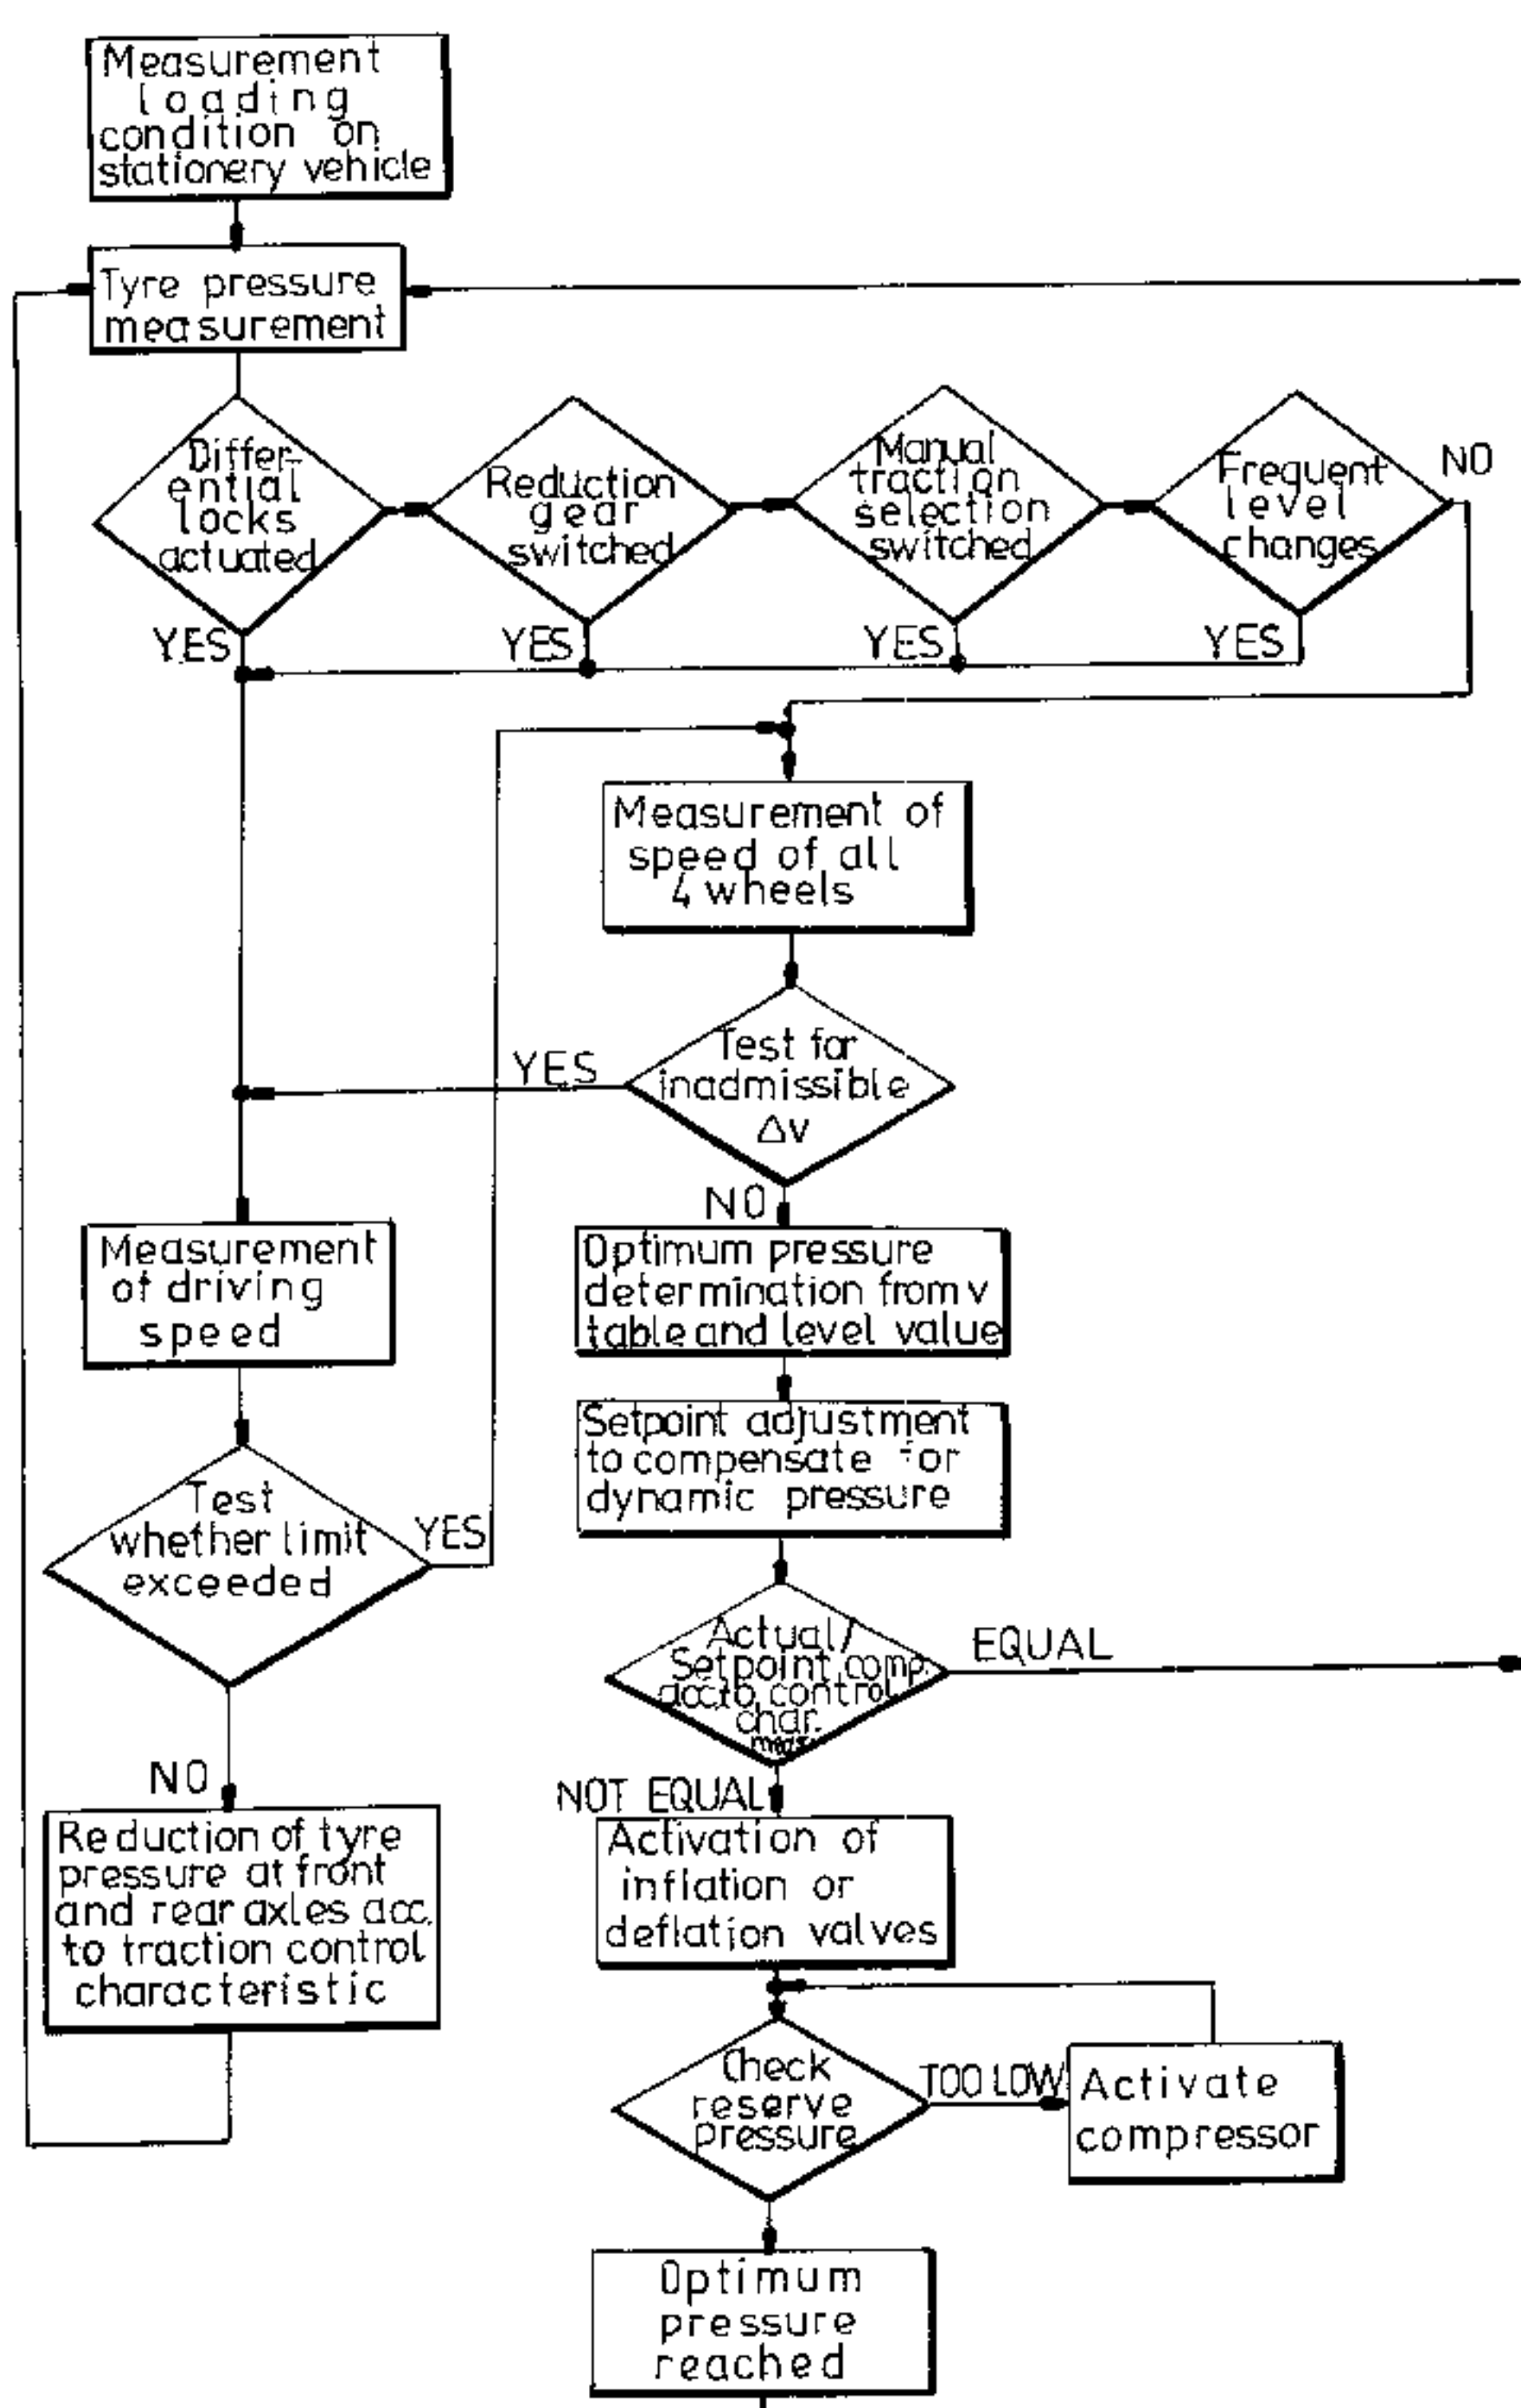 Measurement
loading
condition on
stationery vehicle
Tyre pressure
measurement
Differ-
ential
locks
actuated
YES
Reduction
gear
switched
YES
Manual
traction
selection
switched
YES
Frequent
level
changes
NO
YES
Measurement of
speed of all
4 wheels
Test for
inadmissible
Δv
YES
NO
Measurement
of driving
speed
Optimum pressure
determination from v
table and level value
Setpoint adjustment
to compensate for
dynamic pressure
Test
whether limit
exceeded
YES
NO
Actual/
Setpoint comp.
acc.to control
char.
EQUAL
NOT EQUAL
Reduction of tyre
pressure at front
and rear axles acc.
to traction control
characteristic
Activation of
inflation or
deflation valves
Check
reserve
pressure
TOO LOW
Activate
compressor
Optimum
pressure
reached